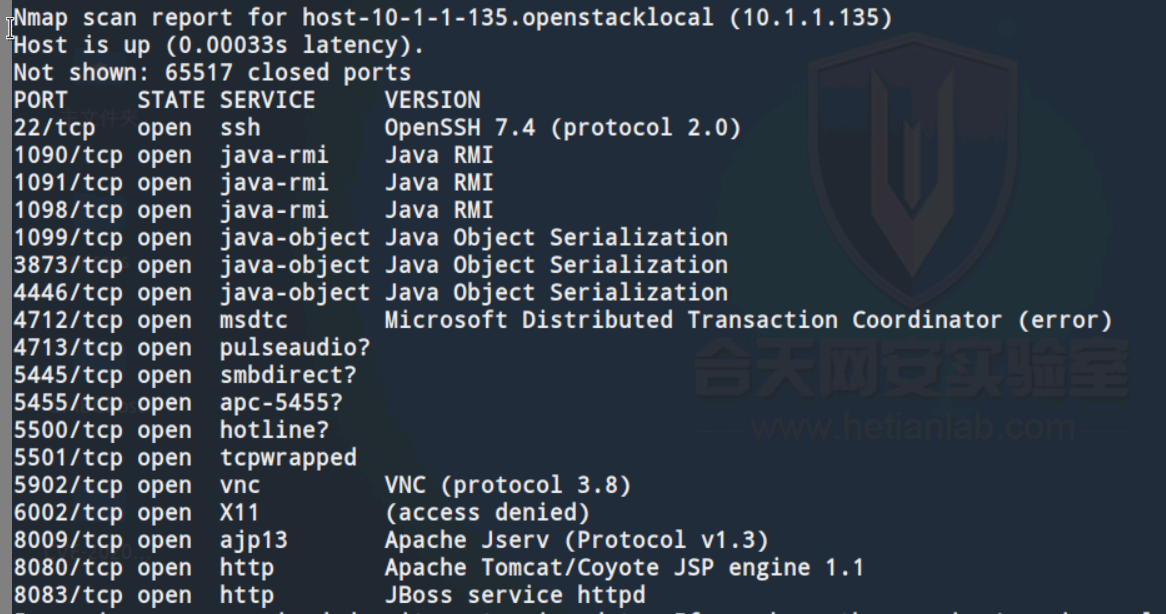 Nmap scan report for host-10-1-1-135.openstacklocal (10.1.1.135)
Host is up (0.00033s latency).
Not shown: 65517 closed ports
PORT     STATE SERVICE     VERSION
22/tcp   open  ssh         OpenSSH 7.4 (protocol 2.0)
1090/tcp open  java-rmi    Java RMI
1091/tcp open  java-rmi    Java RMI
1098/tcp open  java-rmi    Java RMI
1099/tcp open  java-object Java Object Serialization
3873/tcp open  java-object Java Object Serialization
4446/tcp open  java-object Java Object Serialization
4712/tcp open  msdtc       Microsoft Distributed Transaction Coordinator (error)
4713/tcp open  pulseaudio?
5445/tcp open  smbdirect?
5455/tcp open  apc-5455?
5500/tcp open  hotline?
5501/tcp open  tcpwrapped
5902/tcp open  vnc         VNC (protocol 3.8)
6002/tcp open  X11         (access denied)
8009/tcp open  ajp13       Apache Jserv (Protocol v1.3)
8080/tcp open  http        Apache Tomcat/Coyote JSP engine 1.1
8083/tcp open  http        JBoss service httpd
合天网安实验室
www.hetianlab.com